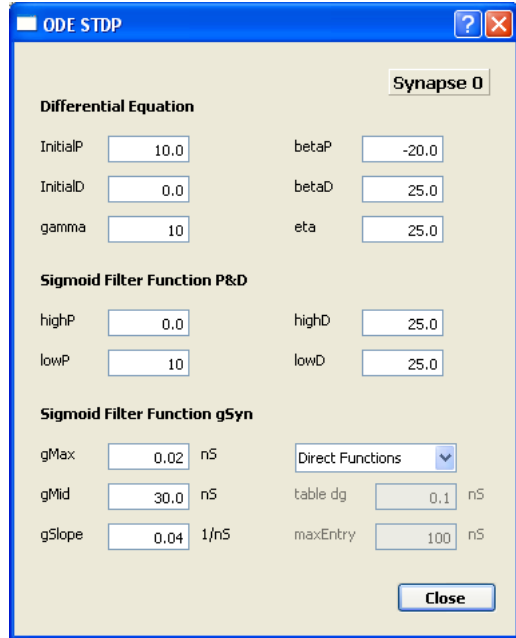 ODE STDP
Synapse 0
Differential Equation
InitialP 10.0 betaP -20.0
InitialD 0.0 betaD 25.0
gamma 10 eta 25.0
Sigmoid Filter Function P&D
highP 0.0 highD 25.0
lowP 10 lowD 25.0
Sigmoid Filter Function gSyn
gMax 0.02 nS Direct Functions
gMid 30.0 nS table dg 0.1 nS
gSlope 0.04 1/nS maxEntry 100 nS
Close